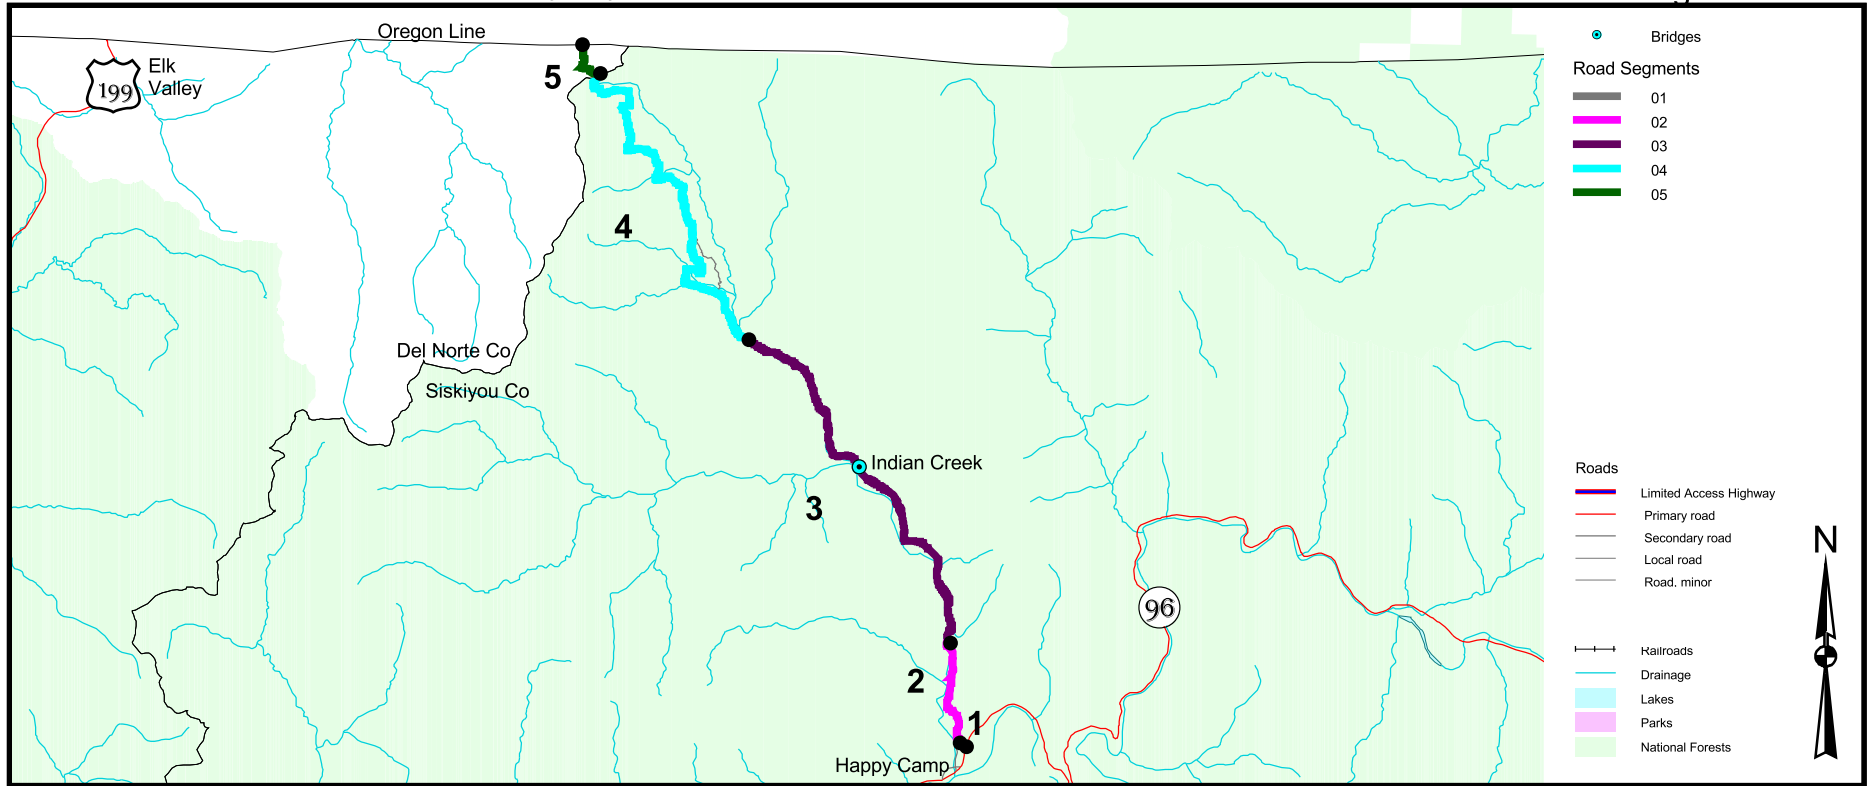 Oregon Line
Elk
Valley
199
5
4
Del Norte Co
Siskiyou Co
Indian Creek
3
96
2
1
Happy Camp
Bridges
Road Segments
01
02
03
04
05
Roads
Limited Access Highway
Primary road
Secondary road
Local road
Road, minor
Railroads
Drainage
Lakes
Parks
National Forests
N